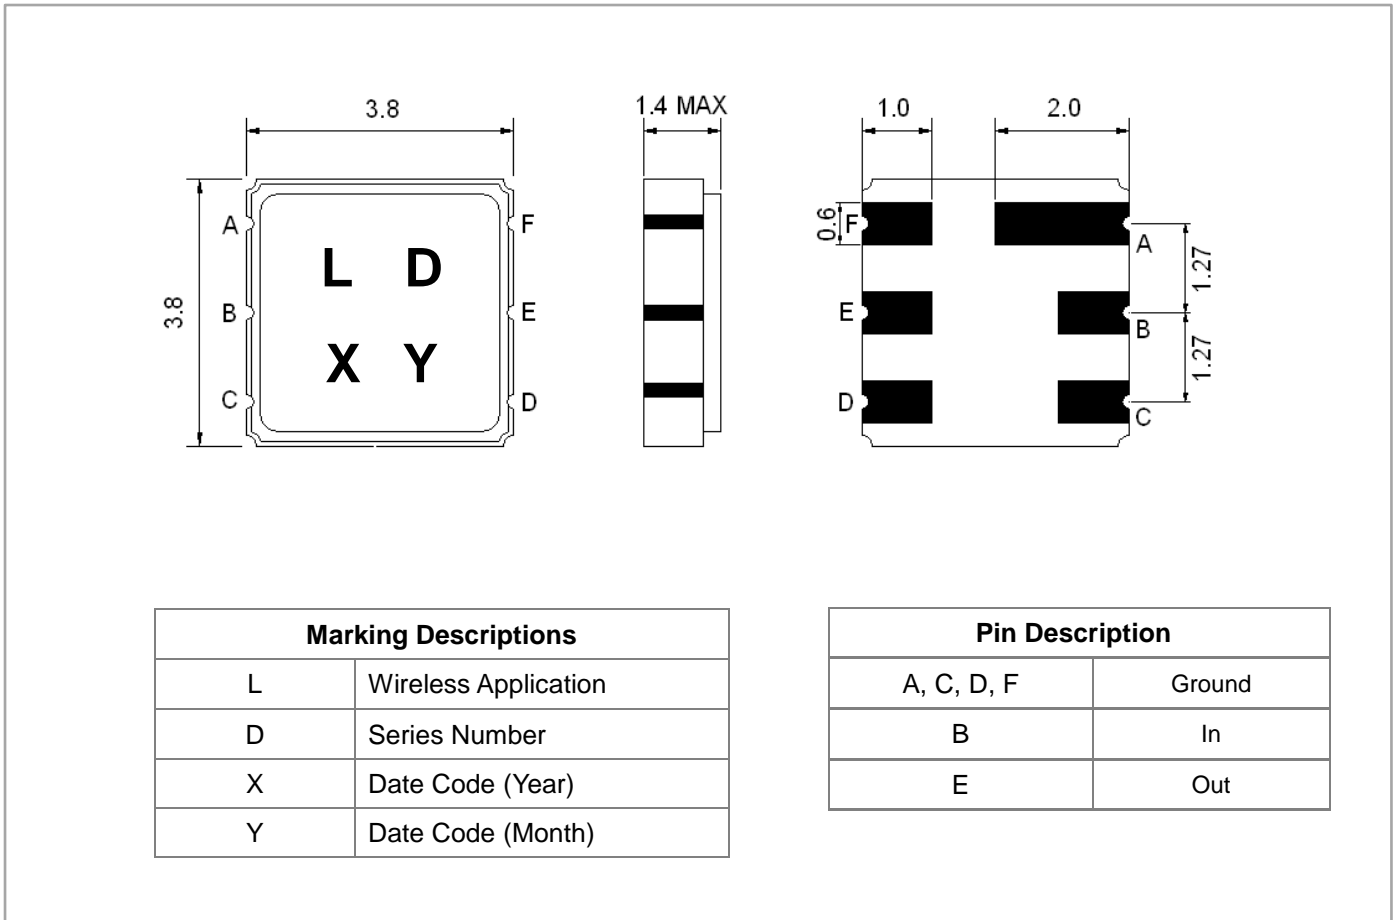 3.8
1.4 MAX
1.0
2.0
A
F
L D
3.8
B
E
X Y
C
D
0.6
F
A
1.27
E
B
1.27
D
C
Marking Descriptions
L Wireless Application
D Series Number
X Date Code (Year)
Y Date Code (Month)
Pin Description
A, C, D, F Ground
B In
E Out